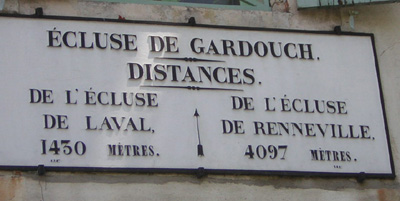 ÉCLUSE DE GARDOUCH.
DISTANCES.
DE L'ÉCLUSE
DE LAVAL,
1430 MÈTRES.
DE L'ÉCLUSE
DE RENNEVILLE,
4097 MÈTRES.